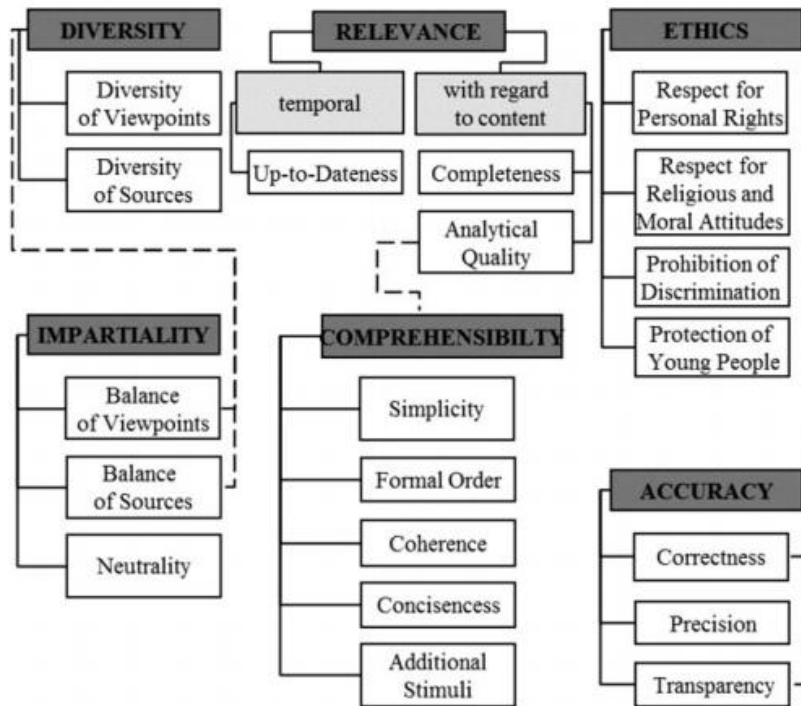 DIVERSITY
Diversity
of Viewpoints
Diversity
of Sources
RELEVANCE
temporal
Up-to-Dateness
with regard
to content
Completeness
Analytical
Quality
ETHICS
Respect for
Personal Rights
Respect for
Religious and
Moral Attitudes
Prohibition of
Discrimination
Protection of
Young People
IMPARTIALITY
Balance
of Viewpoints
Balance
of Sources
Neutrality
COMPREHENSIBILTY
Simplicity
Formal Order
Coherence
Concisencess
Additional
Stimuli
ACCURACY
Correctness
Precision
Transparency